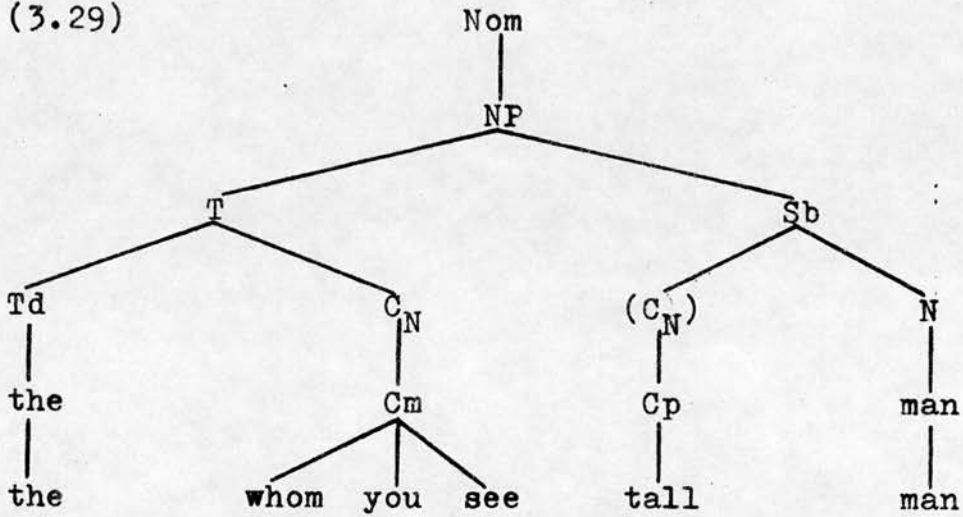 (3.29) Nom
NP
T Sb
Td C_N (C_N) N
the Cm Cp man
the whom you see tall man